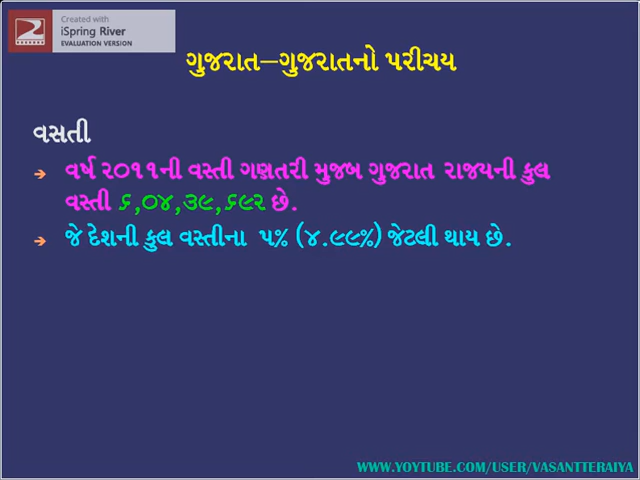 Created with
iSpring River
EVALUATION VERSION
ગુજરાત–ગુજરાતનો પરીચય
વસતી
વર્ષ ૨૦૧૧ની વસ્તી ગણતરી મુજબ ગુજરાત રાજ્યની કુલ
વસ્તી ૬,૦૪,૩૯,૬૯૨ છે.
જે દેશની કુલ વસ્તીના ૫% (૪.૯૯%) જેટલી થાય છે.
WWW.YOYTUBE.COM/USER/VASANTTERAIYA